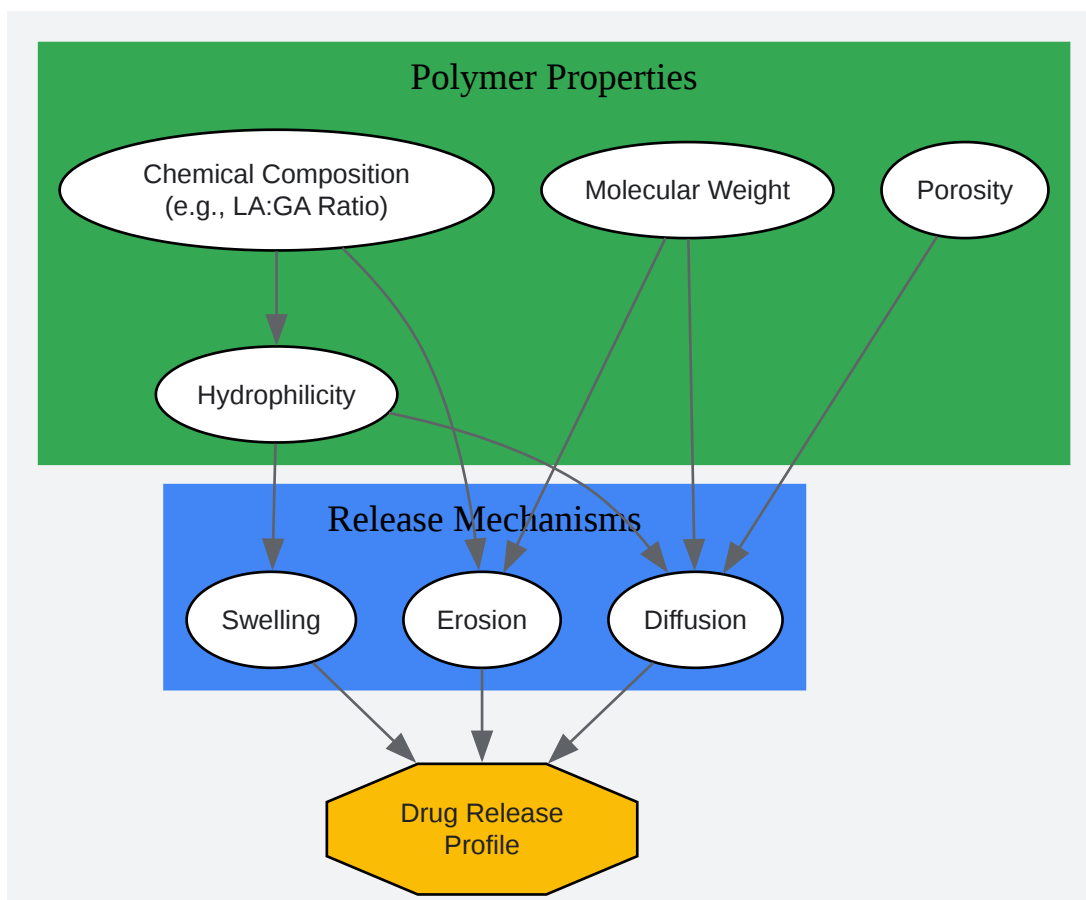 Polymer Properties
Chemical Composition
(e.g., LA:GA Ratio)
Molecular Weight
Porosity
Hydrophilicity
Release Mechanisms
Swelling
Erosion
Diffusion
Drug Release
Profile